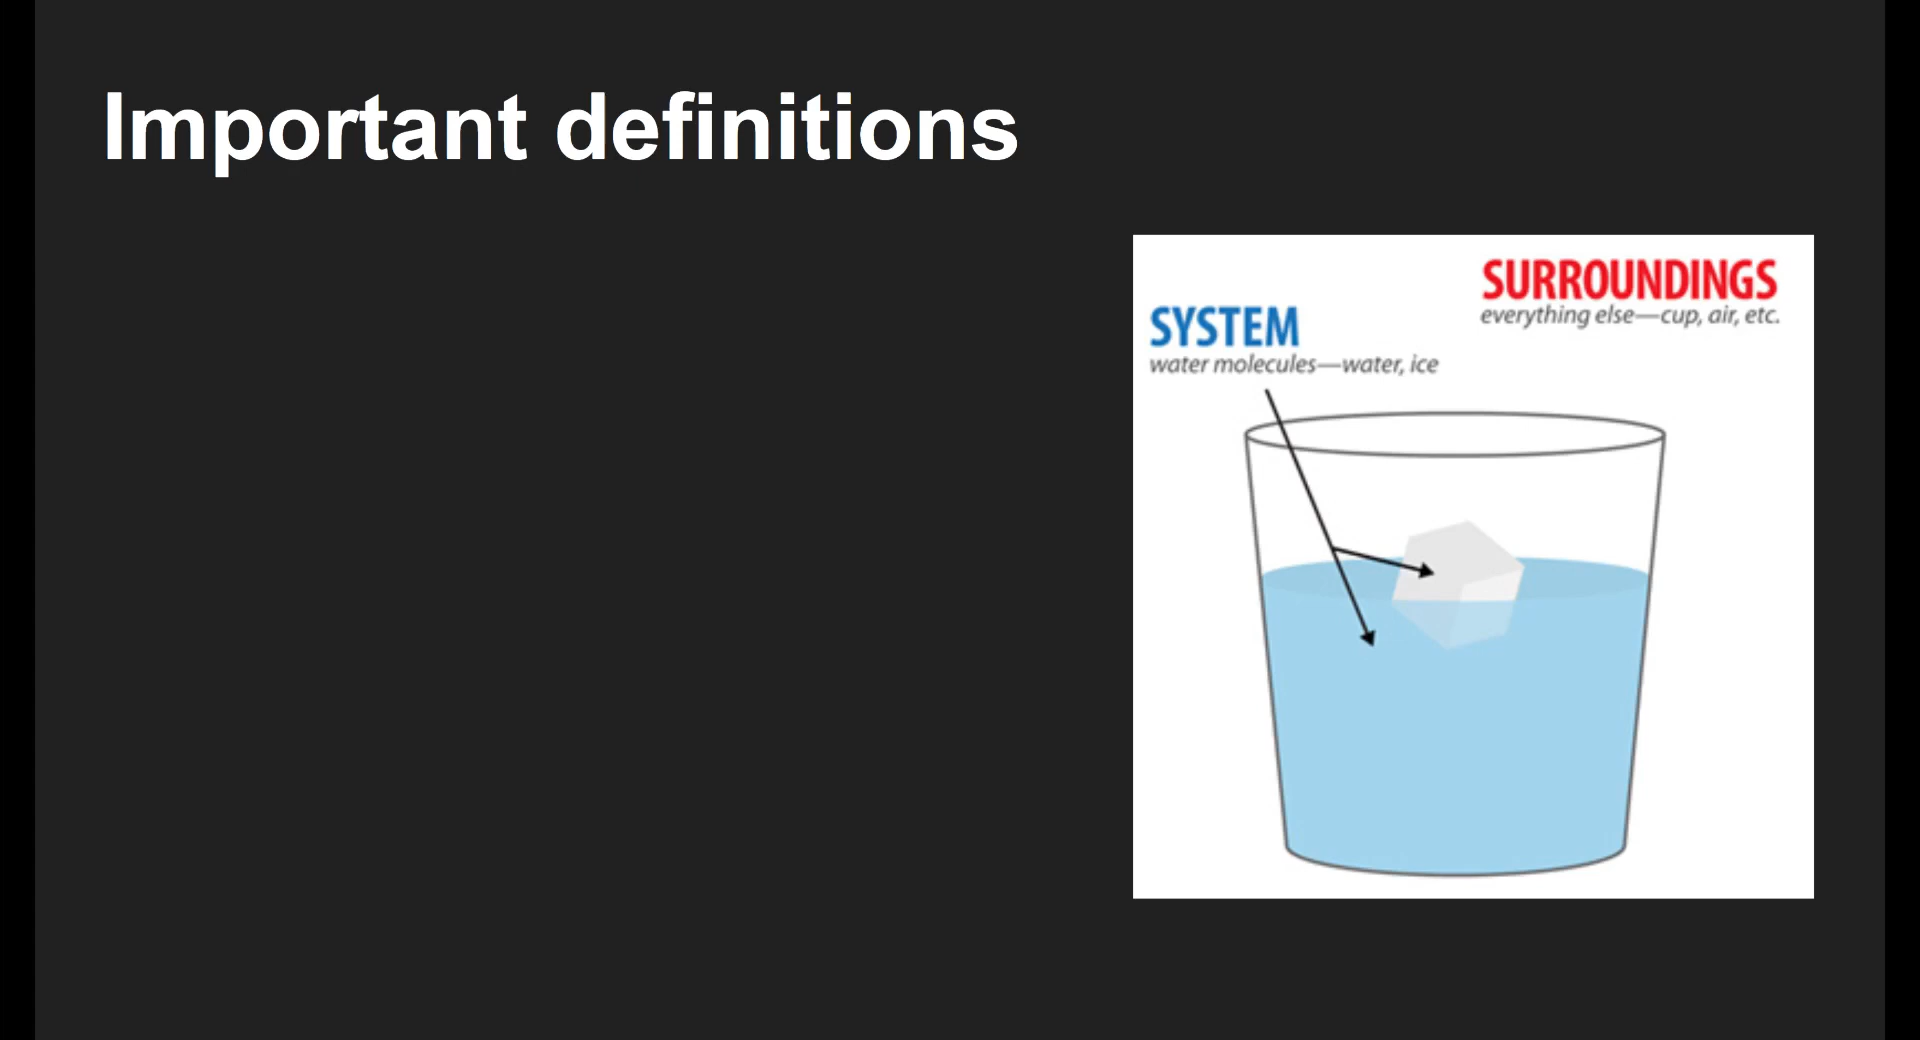 Important definitions
SURROUNDINGS
everything else—cup, air, etc.
SYSTEM
water molecules—water, ice